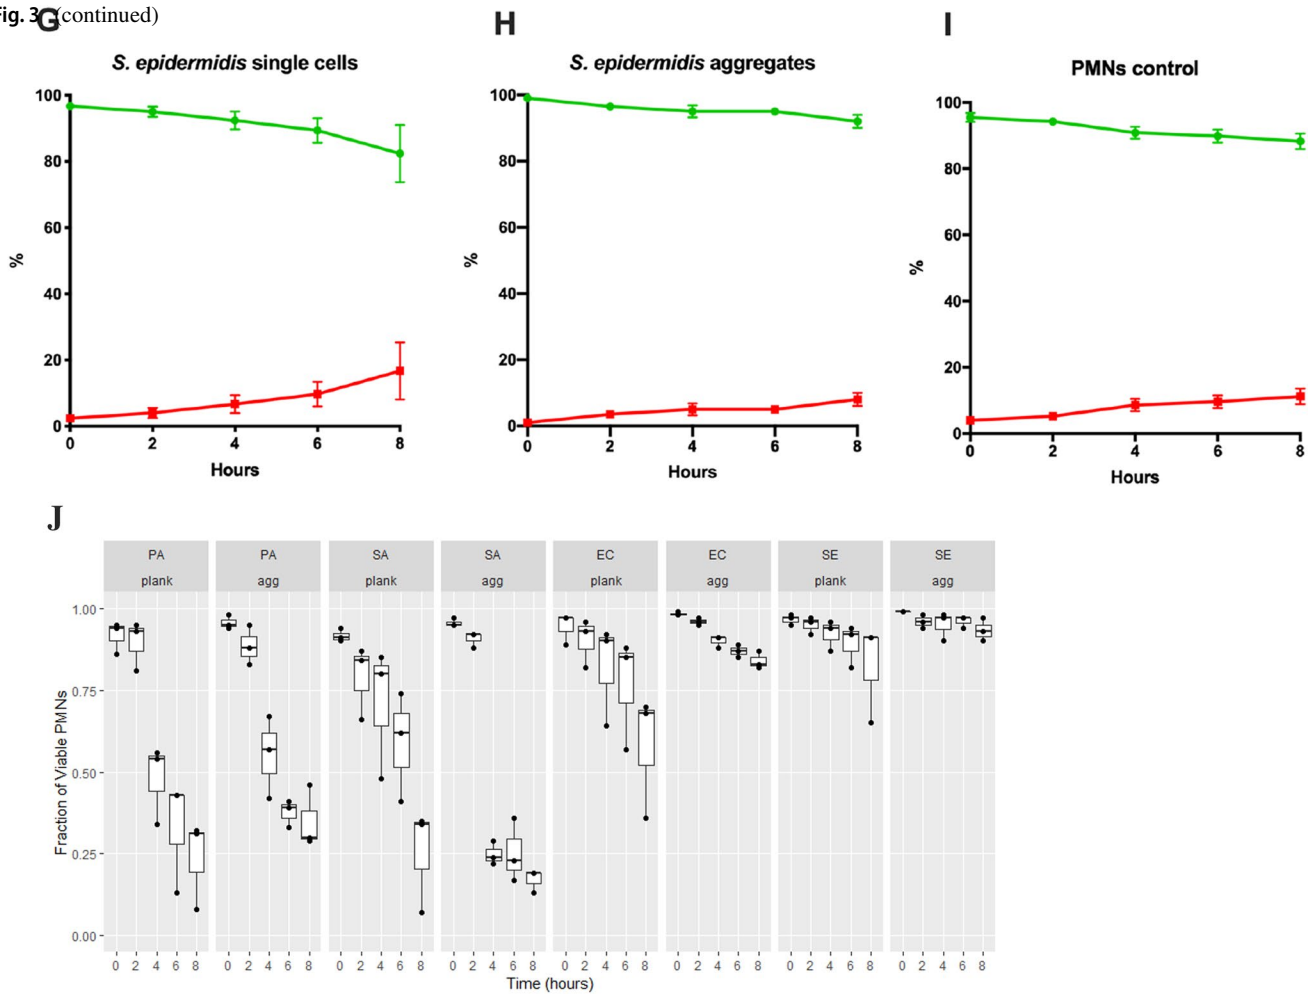 Fig. 3 (continued)
G
H
I
S. epidermidis single cells
S. epidermidis aggregates
PMNs control
100
80
60
40
20
0
%
0 2 4 6 8
Hours
100
80
60
40
20
0
%
0 2 4 6 8
Hours
100
80
60
40
20
0
%
0 2 4 6 8
Hours
J
PA PA SA SA EC EC SE SE
plank agg plank agg plank agg plank agg
1.00
0.75
0.50
0.25
0.00
Fraction of Viable PMNs
0 2 4 6 8 0 2 4 6 8 0 2 4 6 8 0 2 4 6 8 0 2 4 6 8 0 2 4 6 8 0 2 4 6 8 0 2 4 6 8
Time (hours)